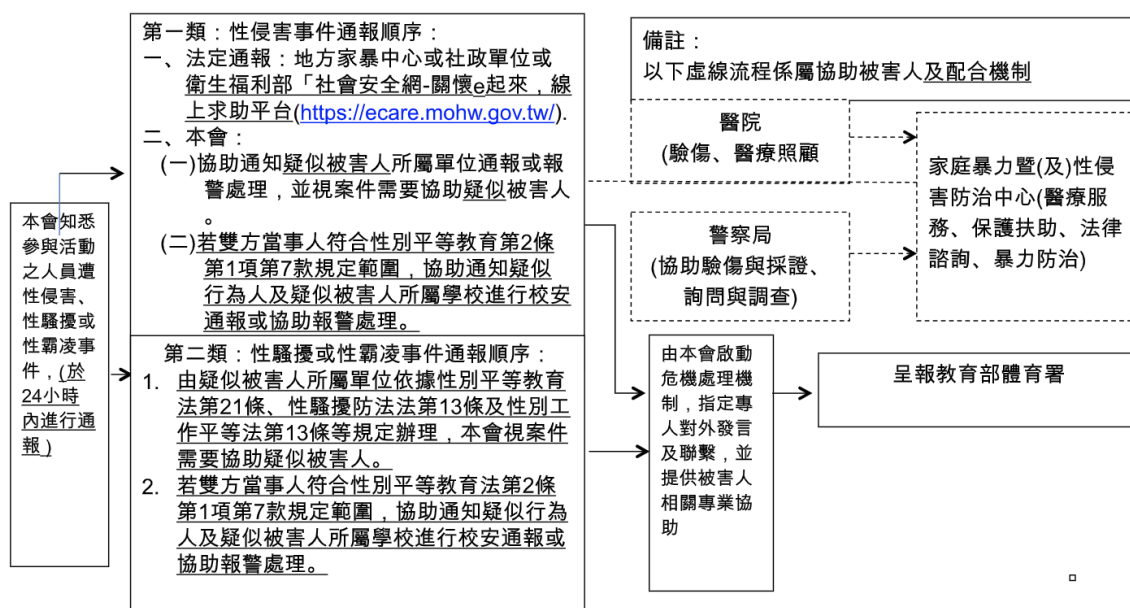 本會知悉
參與活動
之人員遭
性侵害、
性騷擾或
性霸凌事
件，(於
24小時
內進行通
報)
第一類：性侵害事件通報順序：
一、法定通報：地方家暴中心或社政單位或
衛生福利部「社會安全網-關懷e起來，線
上求助平台(https://ecare.mohw.gov.tw/).
二、本會：
(一)協助通知疑似被害人所屬單位通報或報
警處理，並視案件需要協助疑似被害人
。
(二)若雙方當事人符合性別平等教育第2條
第1項第7款規定範圍，協助通知疑似
行為人及疑似被害人所屬學校進行校安
通報或協助報警處理。
第二類：性騷擾或性霸凌事件通報順序：
1. 由疑似被害人所屬單位依據性別平等教育
法第21條、性騷擾防法法第13條及性別工
作平等法第13條等規定辦理，本會視案件
需要協助疑似被害人。
2. 若雙方當事人符合性別平等教育法第2條
第1項第7款規定範圍，協助通知疑似行為
人及疑似被害人所屬學校進行校安通報或
協助報警處理。
備註：
以下虛線流程係屬協助被害人及配合機制
醫院
(驗傷、醫療照顧
警察局
(協助驗傷與採證、
詢問與調查)
家庭暴力暨(及)性侵
害防治中心(醫療服
務、保護扶助、法律
諮詢、暴力防治)
由本會啟動
危機處理機
制，指定專
人對外發言
及聯繫，並
提供被害人
相關專業協
助
呈報教育部體育署